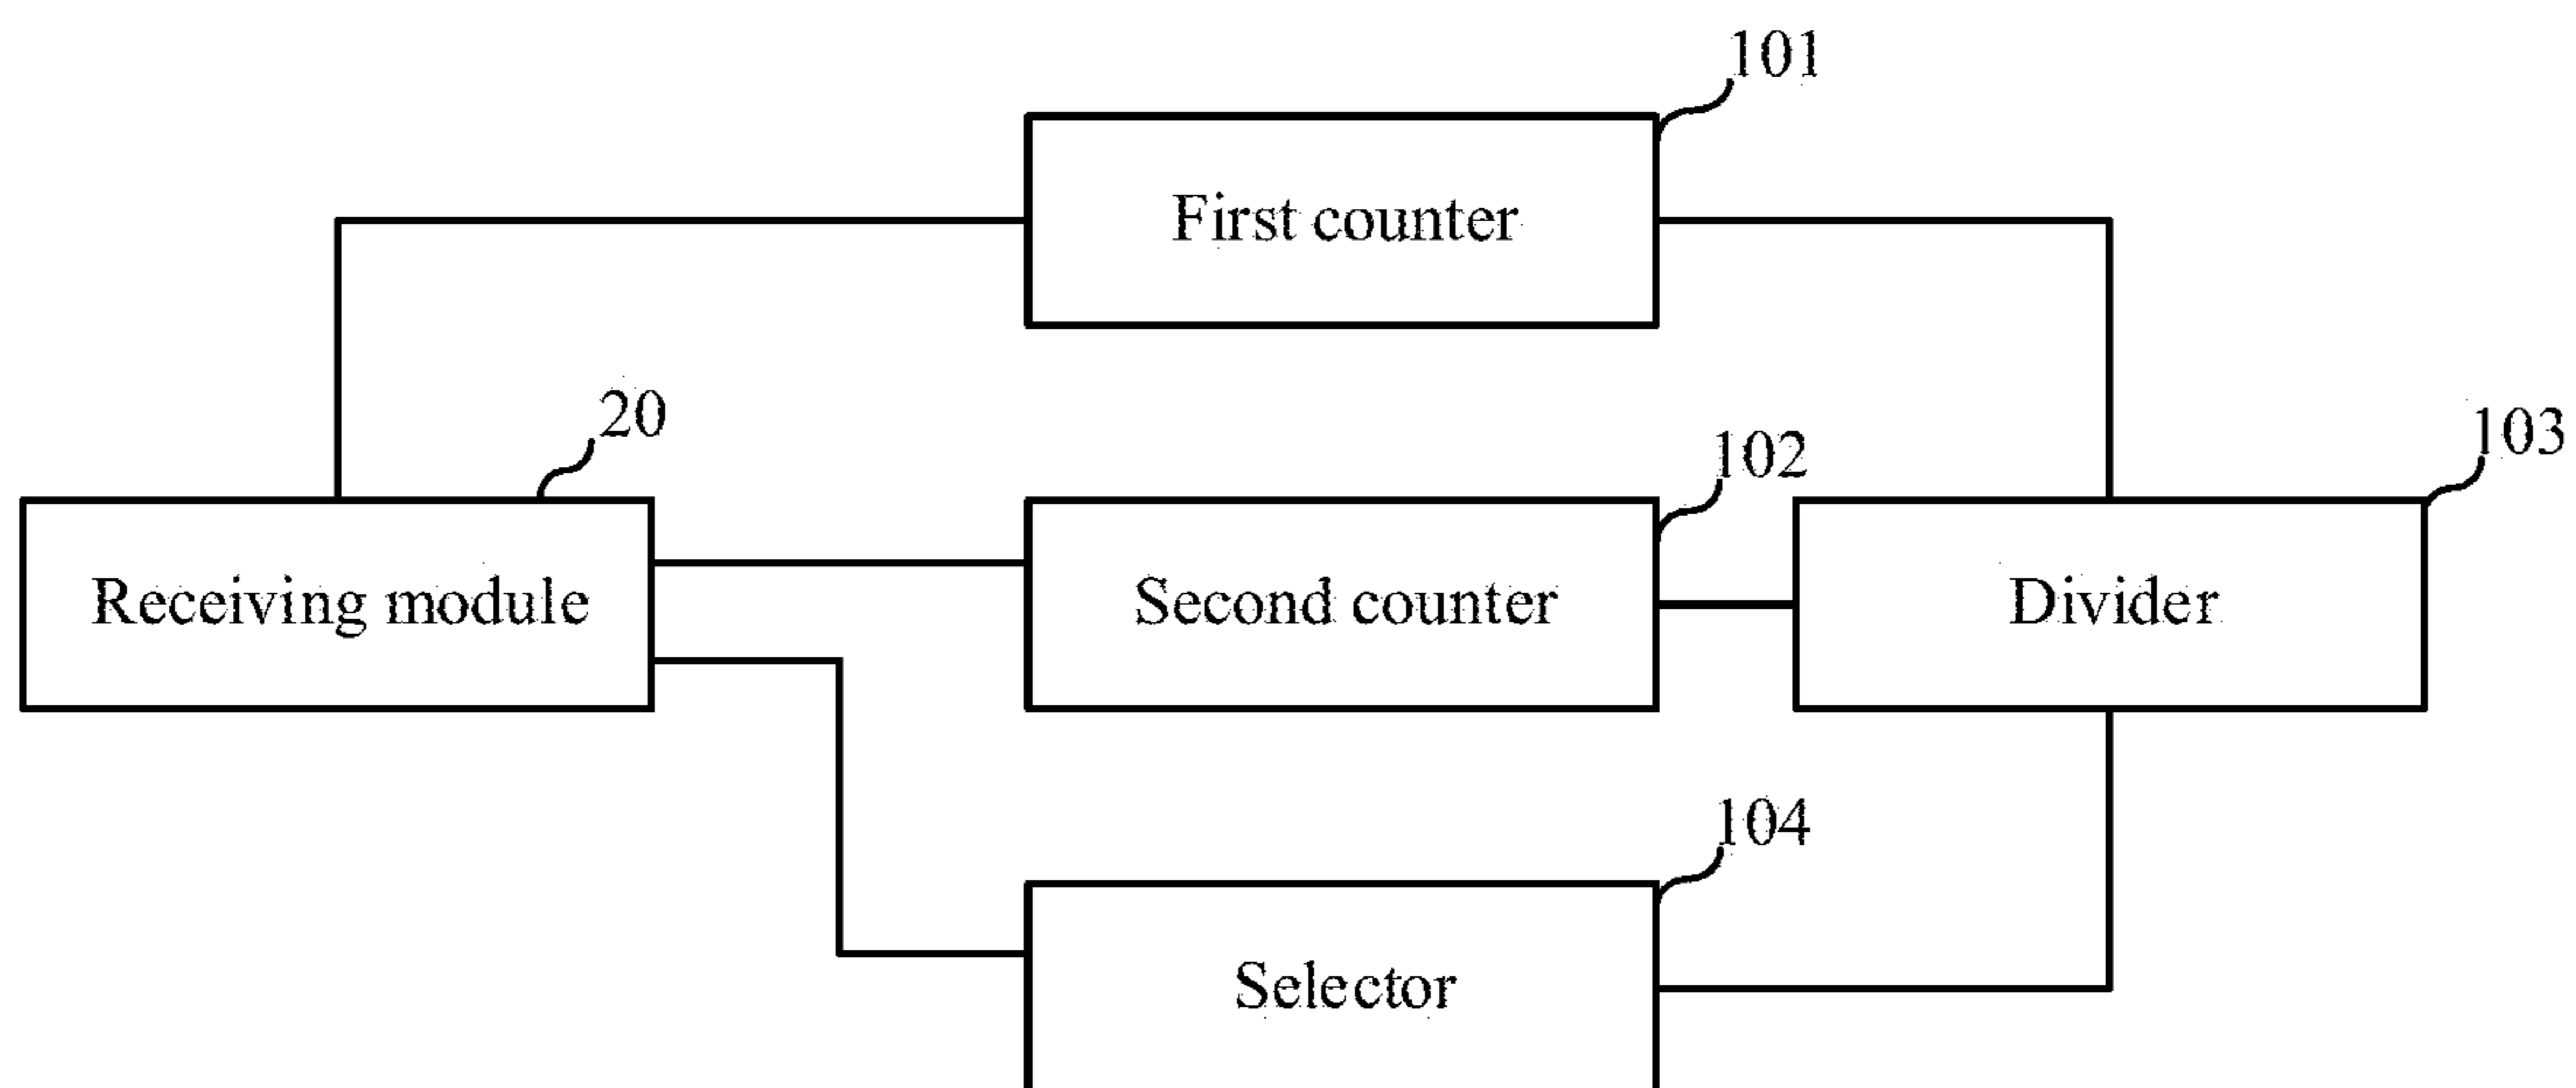 101
First counter
20
102
103
Receiving module
Second counter
Divider
104
Selector